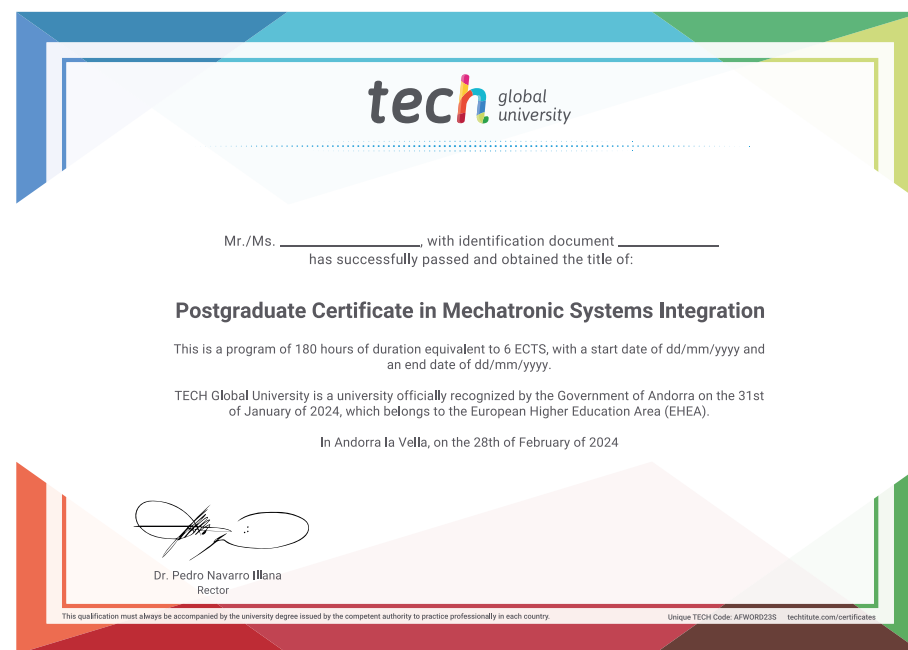 tech global university
Mr./Ms. ____________, with identification document ____________
has successfully passed and obtained the title of:
Postgraduate Certificate in Mechatronic Systems Integration
This is a program of 180 hours of duration equivalent to 6 ECTS, with a start date of dd/mm/yyyy and
an end date of dd/mm/yyyy.
TECH Global University is a university officially recognized by the Government of Andorra on the 31st
of January of 2024, which belongs to the European Higher Education Area (EHEA).
In Andorra la Vella, on the 28th of February of 2024
Dr. Pedro Navarro Illana
Rector
This qualification must always be accompanied by the university degree issued by the competent authority to practice professionally in each country.
Unique TECH Code: AFWORD23S techtitute.com/certificates